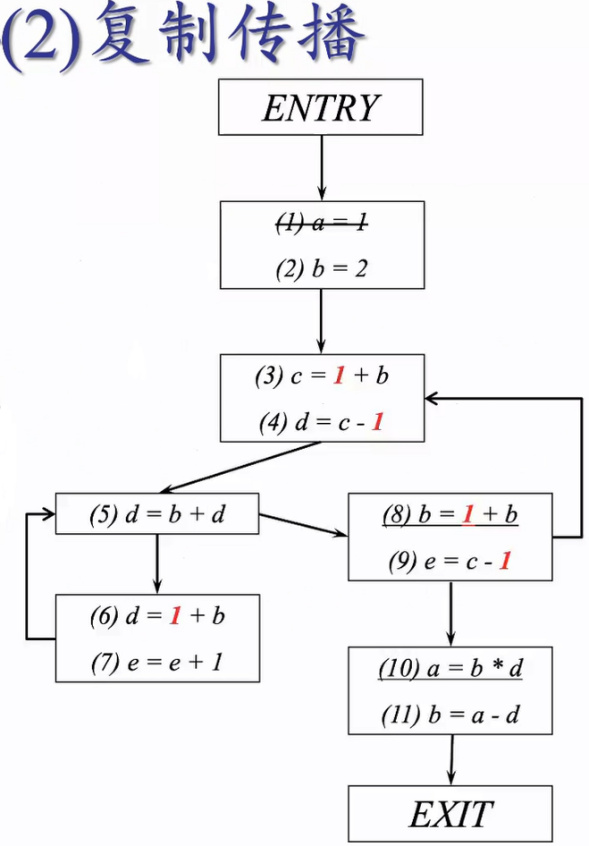 (2)复制传播
ENTRY
(1) a = 1
(2) b = 2
(3) c = 1 + b
(4) d = c - 1
(5) d = b + d
(6) d = 1 + b
(7) e = e + 1
(8) b = 1 + b
(9) e = c - 1
(10) a = b * d
(11) b = a - d
EXIT